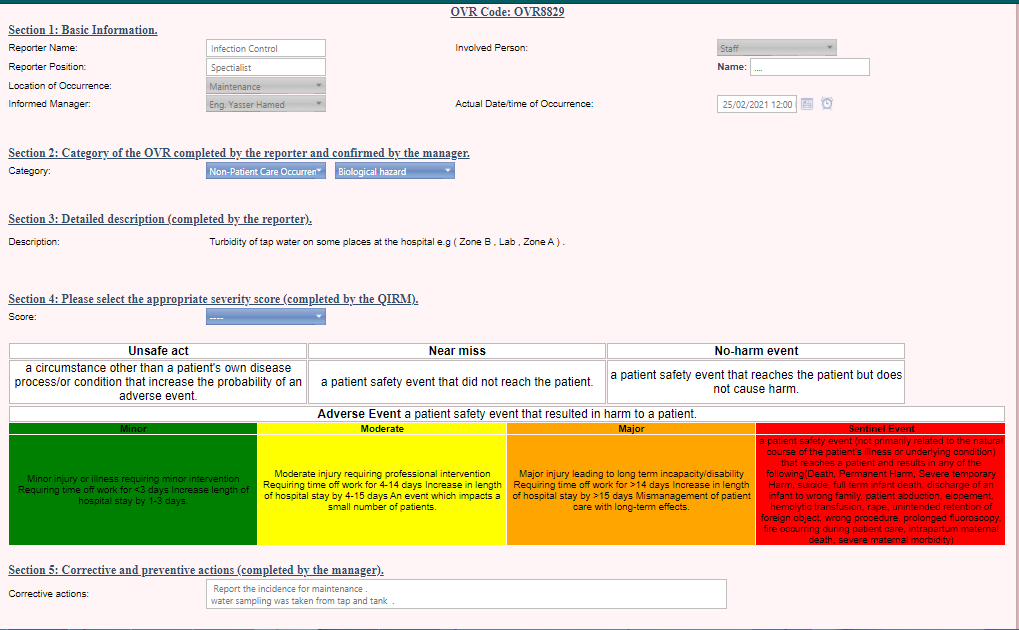 OVR Code: OVR8829
Section 1: Basic Information.
Reporter Name:
Infection Control
Involved Person:
Staff
Reporter Position:
Spectialist
Name:
....
Location of Occurrence:
Maintenance
Informed Manager:
Eng. Yasser Hamed
Actual Date/time of Occurrence:
25/02/2021 12:00
Section 2: Category of the OVR completed by the reporter and confirmed by the manager.
Category:
Non-Patient Care Occurren
Biological hazard
Section 3: Detailed description (completed by the reporter).
Description:
Turbidity of tap water on some places at the hospital e.g ( Zone B , Lab , Zone A ) .
Section 4: Please select the appropriate severity score (completed by the QIRM).
Score:
----
Unsafe act
Near miss
No-harm event
a circumstance other than a patient's own disease
process/or condition that increase the probability of an
adverse event.
a patient safety event that did not reach the patient.
a patient safety event that reaches the patient but does
not cause harm.
Adverse Event a patient safety event that resulted in harm to a patient.
Minor
Moderate
Major
Sentinel Event
Minor injury or illness requiring minor intervention
Requiring time off work for <3 days Increase length of
hospital stay by 1-3 days.
Moderate injury requiring professional intervention
Requiring time off work for 4-14 days Increase in length
of hospital stay by 4-15 days An event which impacts a
small number of patients.
Major injury leading to long term incapacity/disability
Requiring time off work for >14 days Increase in length
of hospital stay by >15 days Mismanagement of patient
care with long-term effects.
a patient safety event (not primarily related to the natural
course of the patient's illness or underlying condition)
that reaches a patient and results in any of the
following(Death, Permanent Harm, Severe temporary
Harm, suicide, full term infant death, discharge of an
infant to wrong family, patient abduction, elopement,
hemolytic transfusion, rape, unintended retention of
foreign object, wrong procedure, prolonged fluoroscopy,
fire occurring during patient care, intrapartum maternal
death, severe maternal morbidity)
Section 5: Corrective and preventive actions (completed by the manager).
Corrective actions:
Report the incidence for maintenance .
water sampling was taken from tap and tank .